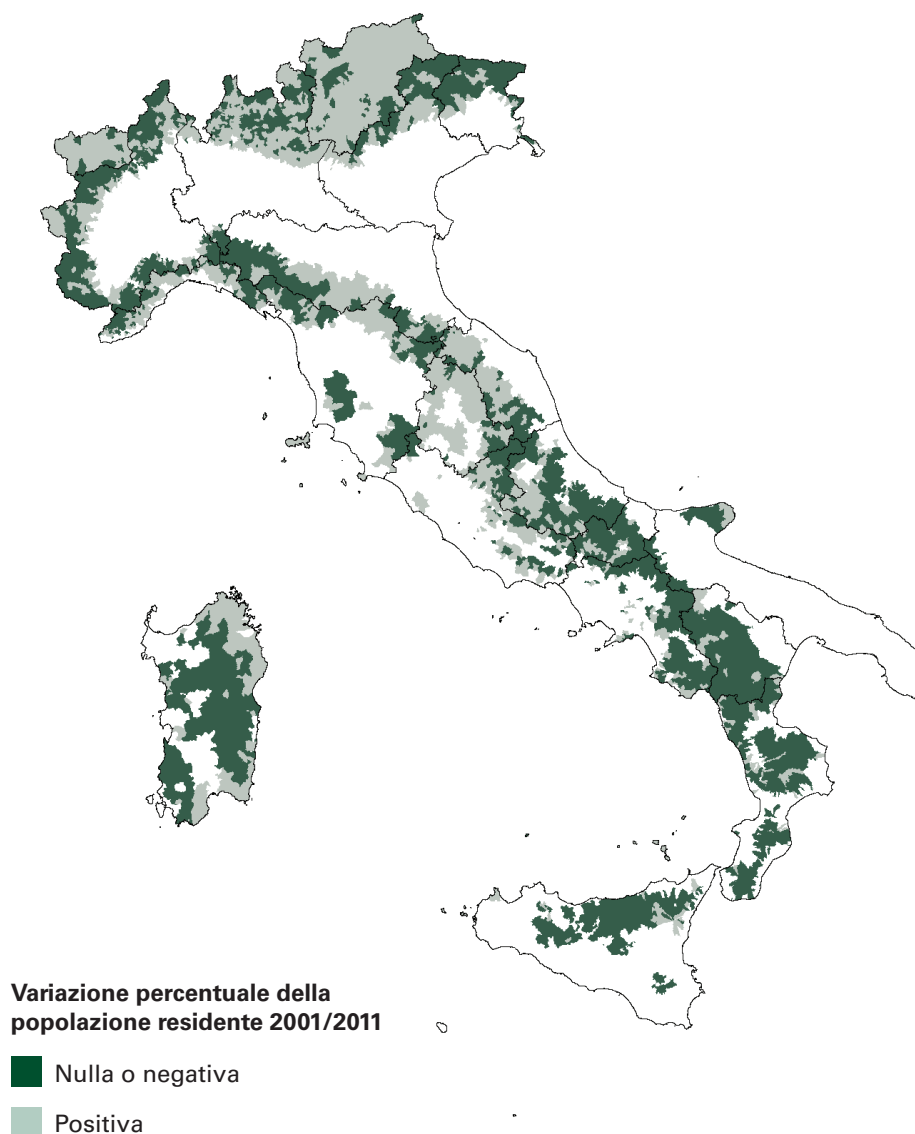 Variazione percentuale della
popolazione residente 2001/2011
Nulla o negativa
Positiva